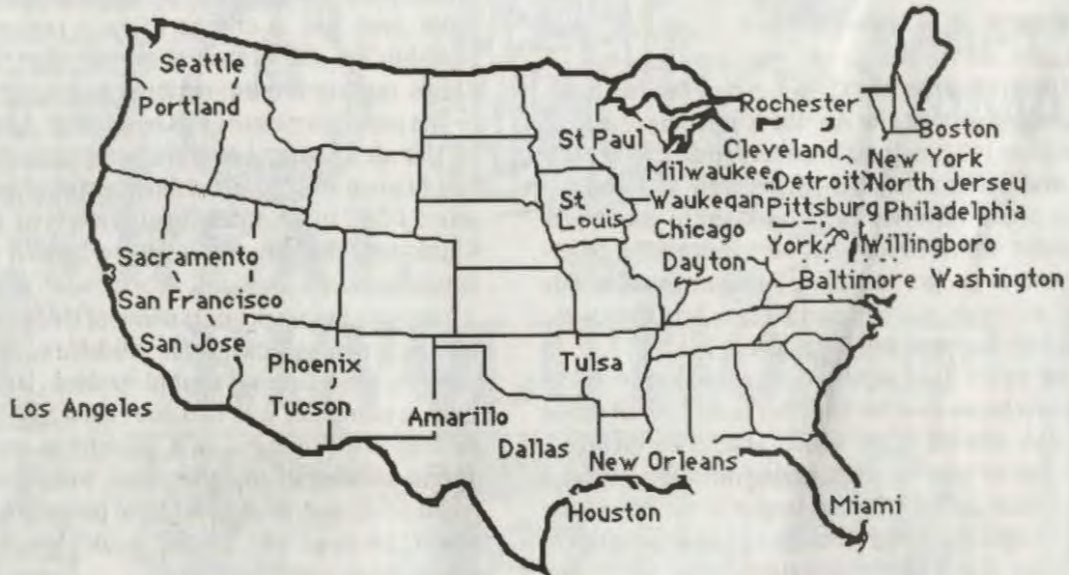 Seattle
Portland
Rochester
Boston
St Paul
Cleveland
New York
Milwaukee
Detroit
North Jersey
St
Louis
Waukegan
Pittsburg
Philadelphia
Chicago
York
Willingboro
Sacramento
Dayton
Baltimore
Washington
San Francisco
San Jose
Phoenix
Tulsa
Los Angeles
Tucson
Amarillo
Dallas
New Orleans
Houston
Miami